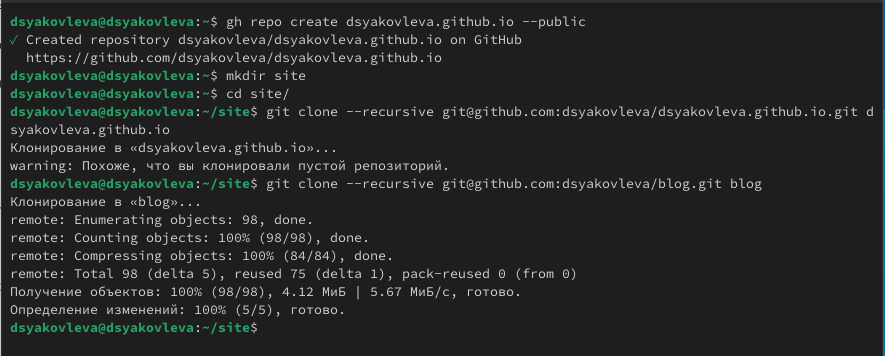 dsyakovleva@dsyakovleva:~$ gh repo create dsyakovleva.github.io --public
✓ Created repository dsyakovleva/dsyakovleva.github.io on GitHub
  https://github.com/dsyakovleva/dsyakovleva.github.io
dsyakovleva@dsyakovleva:~$ mkdir site
dsyakovleva@dsyakovleva:~$ cd site/
dsyakovleva@dsyakovleva:~/site$ git clone --recursive git@github.com:dsyakovleva/dsyakovleva.github.io.git d
syakovleva.github.io
Клонирование в «dsyakovleva.github.io»...
warning: Похоже, что вы клонировали пустой репозиторий.
dsyakovleva@dsyakovleva:~/site$ git clone --recursive git@github.com:dsyakovleva/blog.git blog
Клонирование в «blog»...
remote: Enumerating objects: 98, done.
remote: Counting objects: 100% (98/98), done.
remote: Compressing objects: 100% (84/84), done.
remote: Total 98 (delta 5), reused 75 (delta 1), pack-reused 0 (from 0)
Получение объектов: 100% (98/98), 4.12 МиБ | 5.67 МиБ/с, готово.
Определение изменений: 100% (5/5), готово.
dsyakovleva@dsyakovleva:~/site$